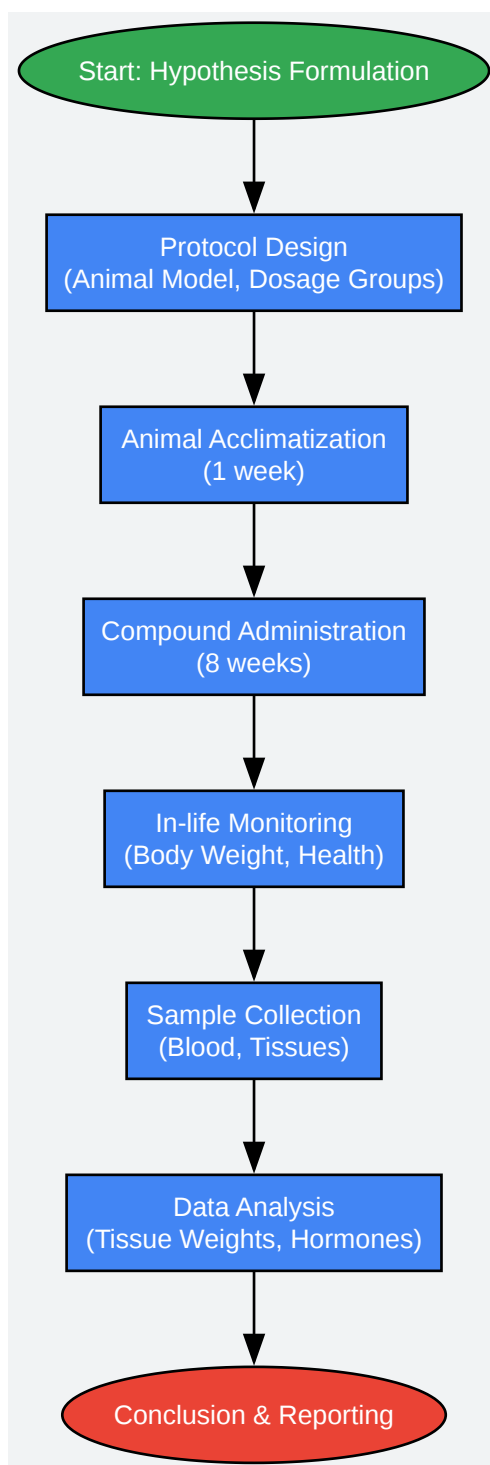 Start: Hypothesis Formulation
Protocol Design
(Animal Model, Dosage Groups)
Animal Acclimatization
(1 week)
Compound Administration
(8 weeks)
In-life Monitoring
(Body Weight, Health)
Sample Collection
(Blood, Tissues)
Data Analysis
(Tissue Weights, Hormones)
Conclusion & Reporting